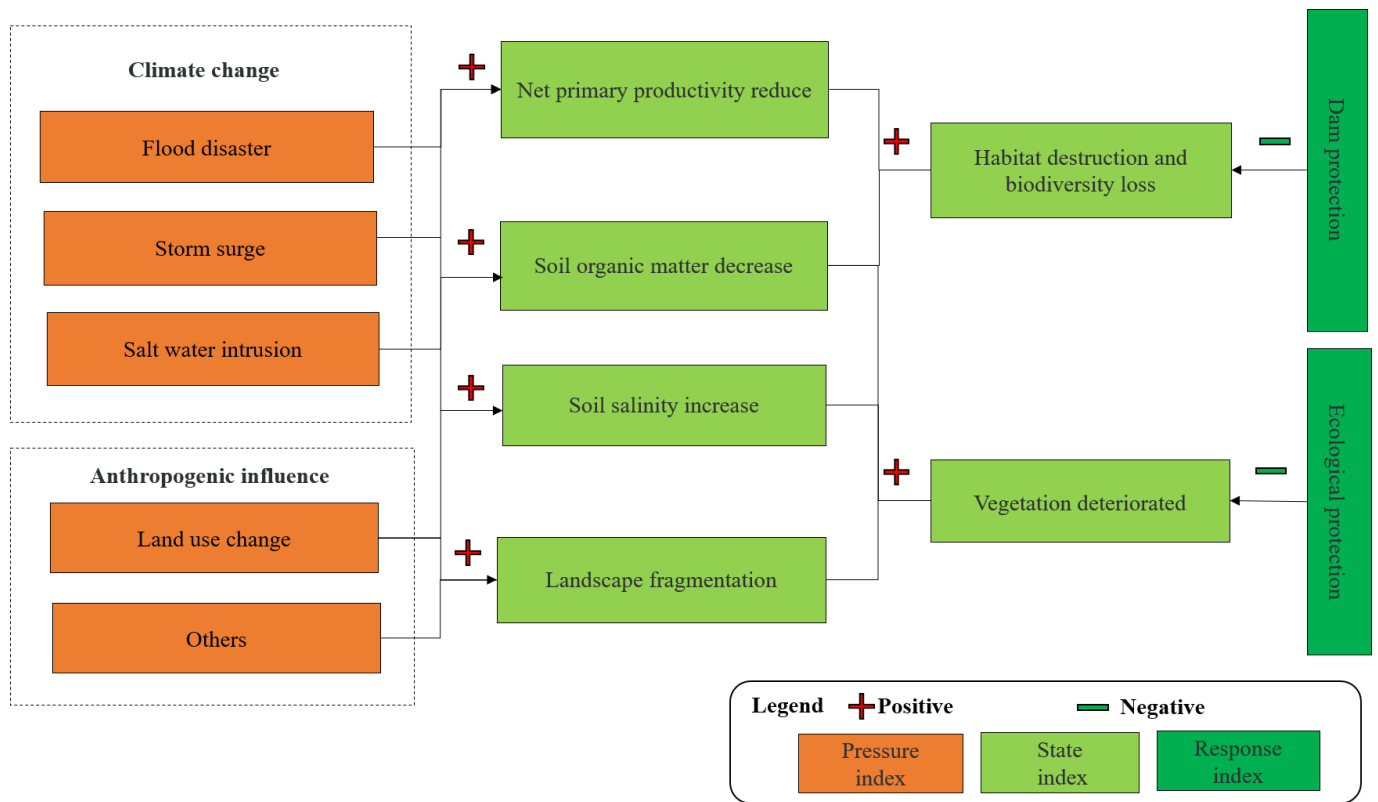 Climate change
Flood disaster
Storm surge
Salt water intrusion
Anthropogenic influence
Land use change
Others
Net primary productivity reduce
Soil organic matter decrease
Soil salinity increase
Landscape fragmentation
Habitat destruction and
biodiversity loss
Vegetation deteriorated
Dam protection
Ecological protection
Legend
Positive
Negative
Pressure
index
State
index
Response
index